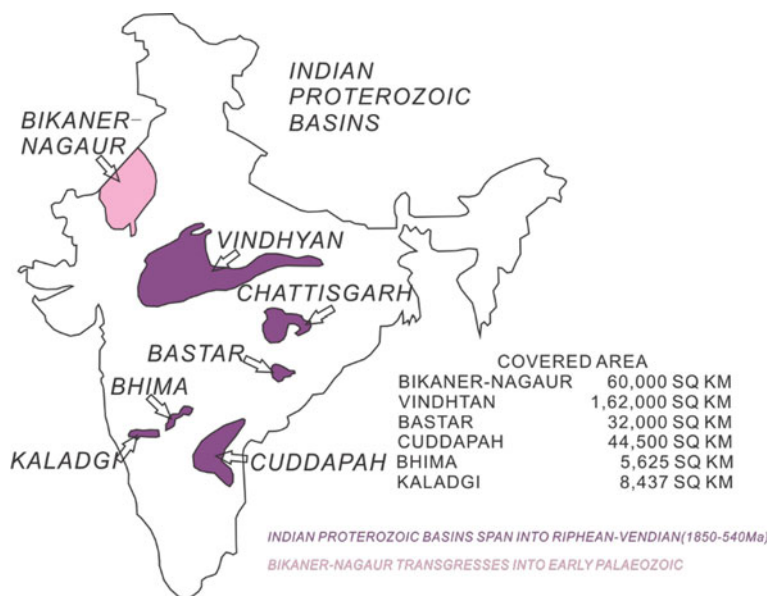 INDIAN
PROTEROZOIC
BASINS
BIKANER-
NAGAUR
VINDHYAN
CHATTISGARH
BASTAR
BHIMA
KALADGI
CUDDAPAH
COVERED AREA
BIKANER-NAGAUR 60,000 SQ KM
VINDHTAN 1,62,000 SQ KM
BASTAR 32,000 SQ KM
CUDDAPAH 44,500 SQ KM
BHIMA 5,625 SQ KM
KALADGI 8,437 SQ KM
INDIAN PROTEROZOIC BASINS SPAN INTO RIPHEAN-VENDIAN(1850-540Ma)
BIKANER-NAGAUR TRANSGRESSES INTO EARLY PALAEOZOIC